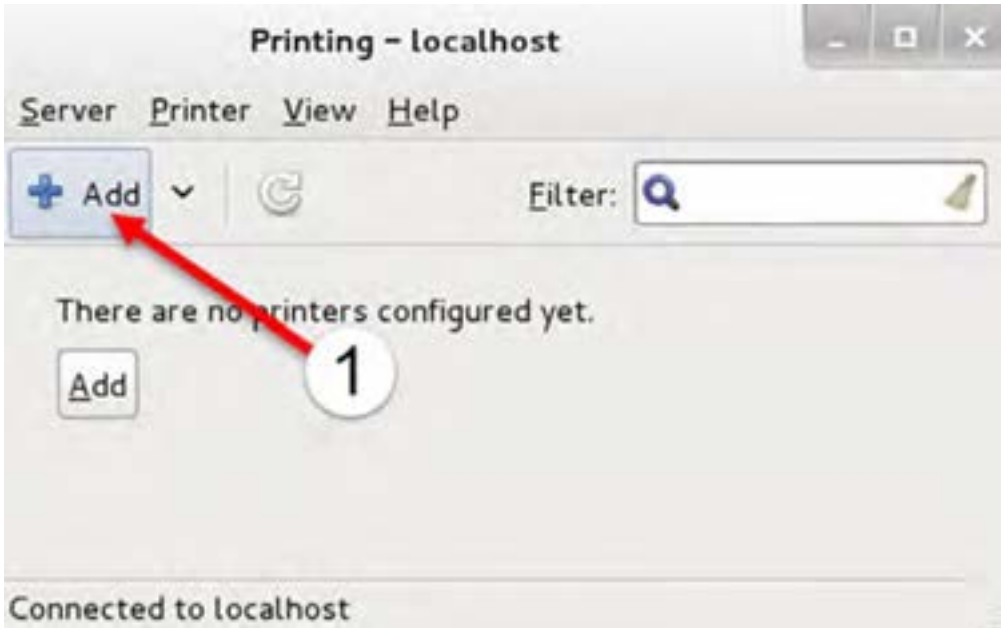 Printing - localhost
Server Printer View Help
Add Filter:
There are no printers configured yet.
Add
1
Connected to localhost